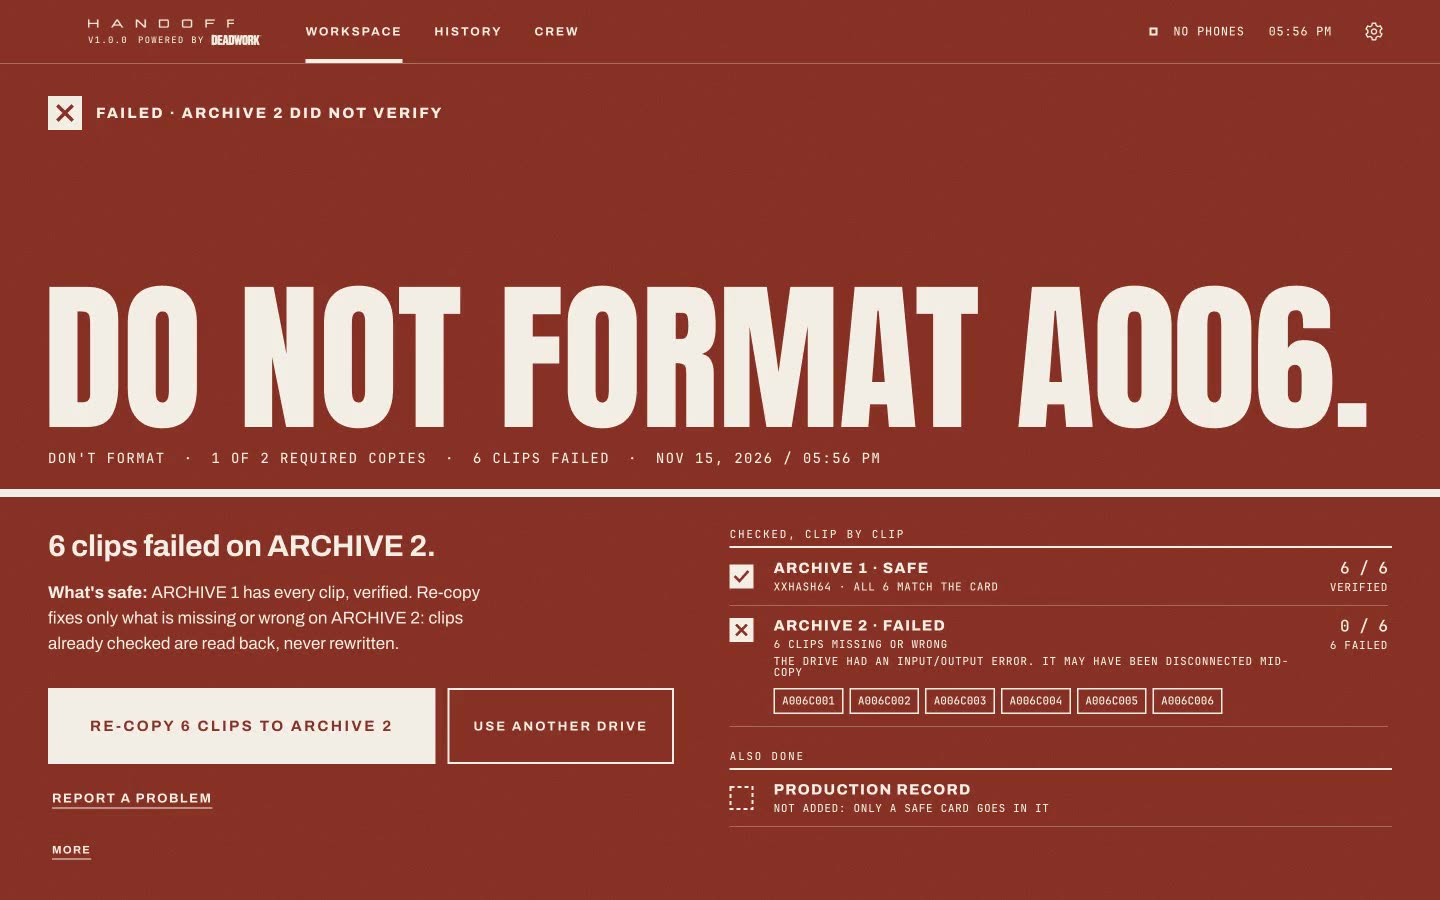 HANDOFF
V1.0.0 POWERED BY DEADWORK
WORKSPACE
HISTORY
CREW
NO PHONES
05:56 PM
FAILED · ARCHIVE 2 DID NOT VERIFY
DO NOT FORMAT A006.
DON'T FORMAT · 1 OF 2 REQUIRED COPIES · 6 CLIPS FAILED · NOV 15, 2026 / 05:56 PM
6 clips failed on ARCHIVE 2.
What's safe: ARCHIVE 1 has every clip, verified. Re-copy
fixes only what is missing or wrong on ARCHIVE 2: clips
already checked are read back, never rewritten.
RE-COPY 6 CLIPS TO ARCHIVE 2
USE ANOTHER DRIVE
REPORT A PROBLEM
MORE
CHECKED, CLIP BY CLIP
ARCHIVE 1 · SAFE
XXHASH64 · ALL 6 MATCH THE CARD
6 / 6
VERIFIED
ARCHIVE 2 · FAILED
6 CLIPS MISSING OR WRONG
THE DRIVE HAD AN INPUT/OUTPUT ERROR. IT MAY HAVE BEEN DISCONNECTED MID-
COPY
0 / 6
6 FAILED
A006C001
A006C002
A006C003
A006C004
A006C005
A006C006
ALSO DONE
PRODUCTION RECORD
NOT ADDED: ONLY A SAFE CARD GOES IN IT